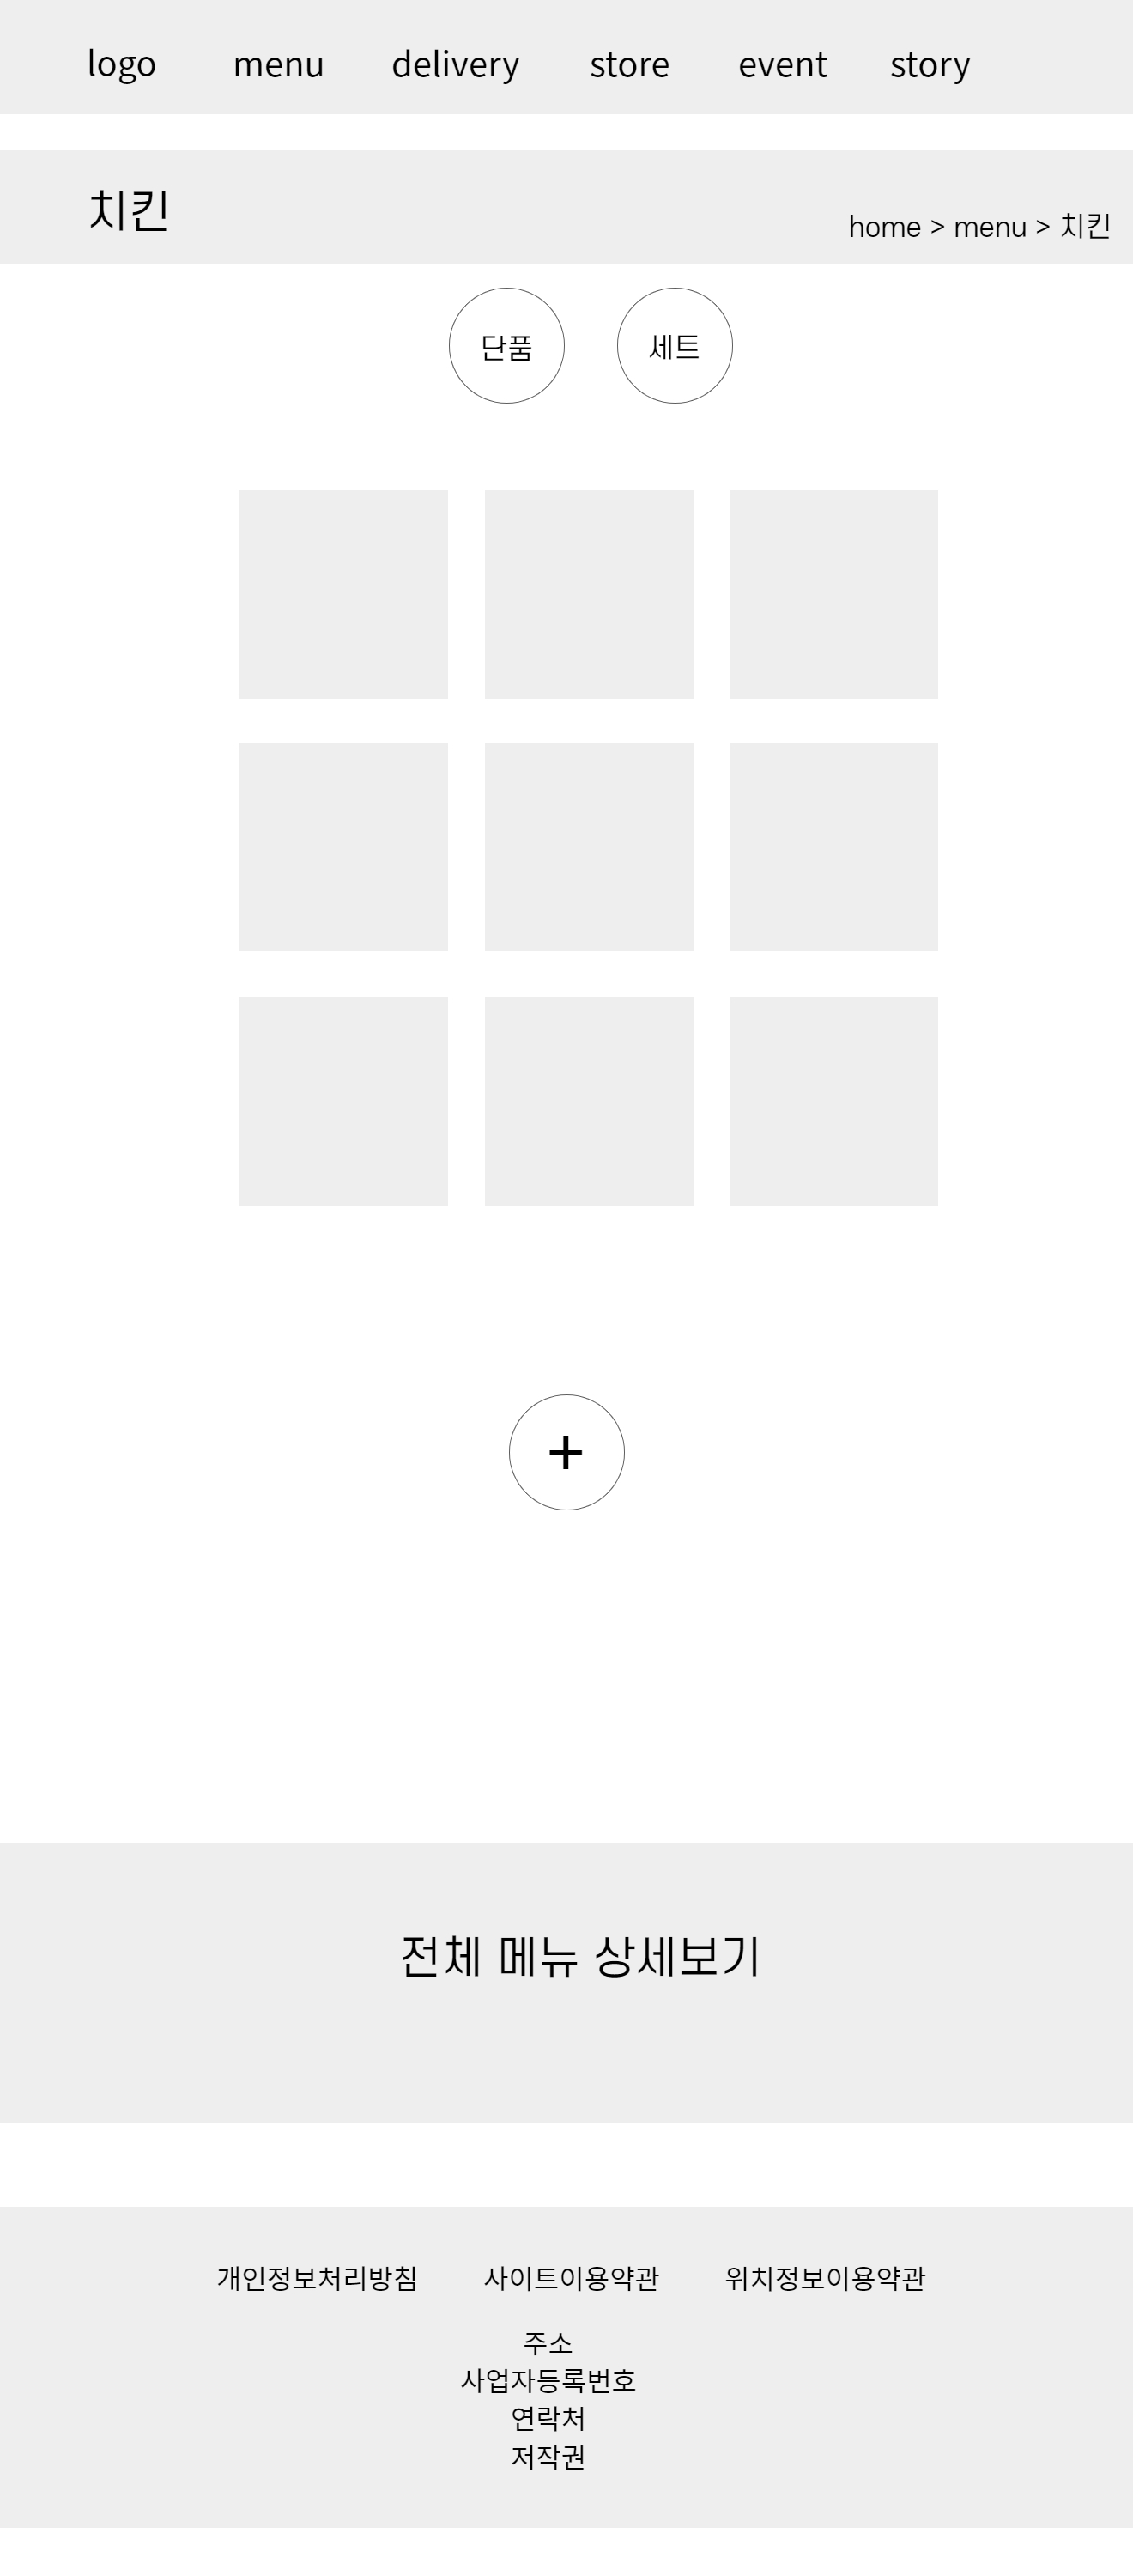 logo menu delivery store event story
치킨
home > menu > 치킨
단품 세트
+
전체 메뉴 상세보기
개인정보처리방침 사이트이용약관 위치정보이용약관
주소
사업자등록번호
연락처
저작권